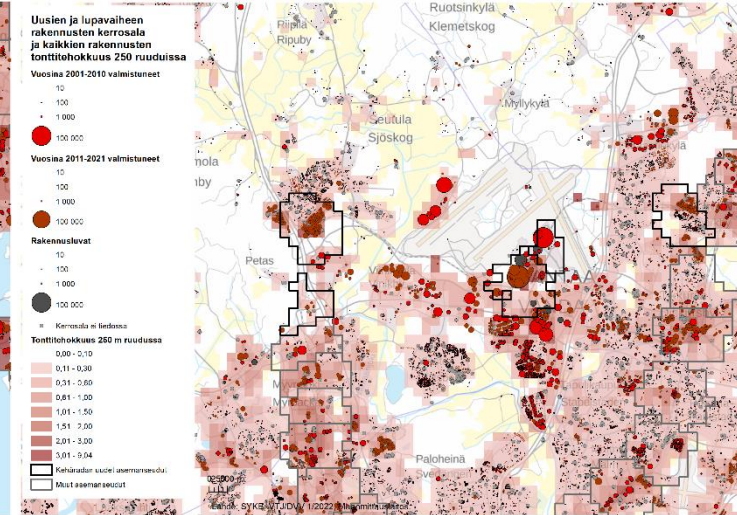 Uusien ja lupavaiheen
rakennusten kerrosala
ja kaikkien rakennusten
tonttitehokkuus 250 ruuduissa
Vuosina 2001-2010 valmistuneet
10
100
1 000
100 000
Vuosina 2011-2021 valmistuneet
10
100
1 000
100 000
Rakennusluvat
10
100
1 000
100 000
Kerrosala ei tiedossa
Tonttitehokkuus 250 m ruudussa
0,00 - 0,10
0,11 - 0,30
0,31 - 0,60
0,61 - 1,00
1,01 - 1,50
1,51 - 2,00
2,01 - 3,00
3,01 - 9,04
Kehäradan uudet asemanseudut
Muut asemanseudut
Ruotsinkylä
Klemetskog
Riipilä
Ripuby
Myllykylä
Seutula
Sjöskog
Petas
Paloheinä